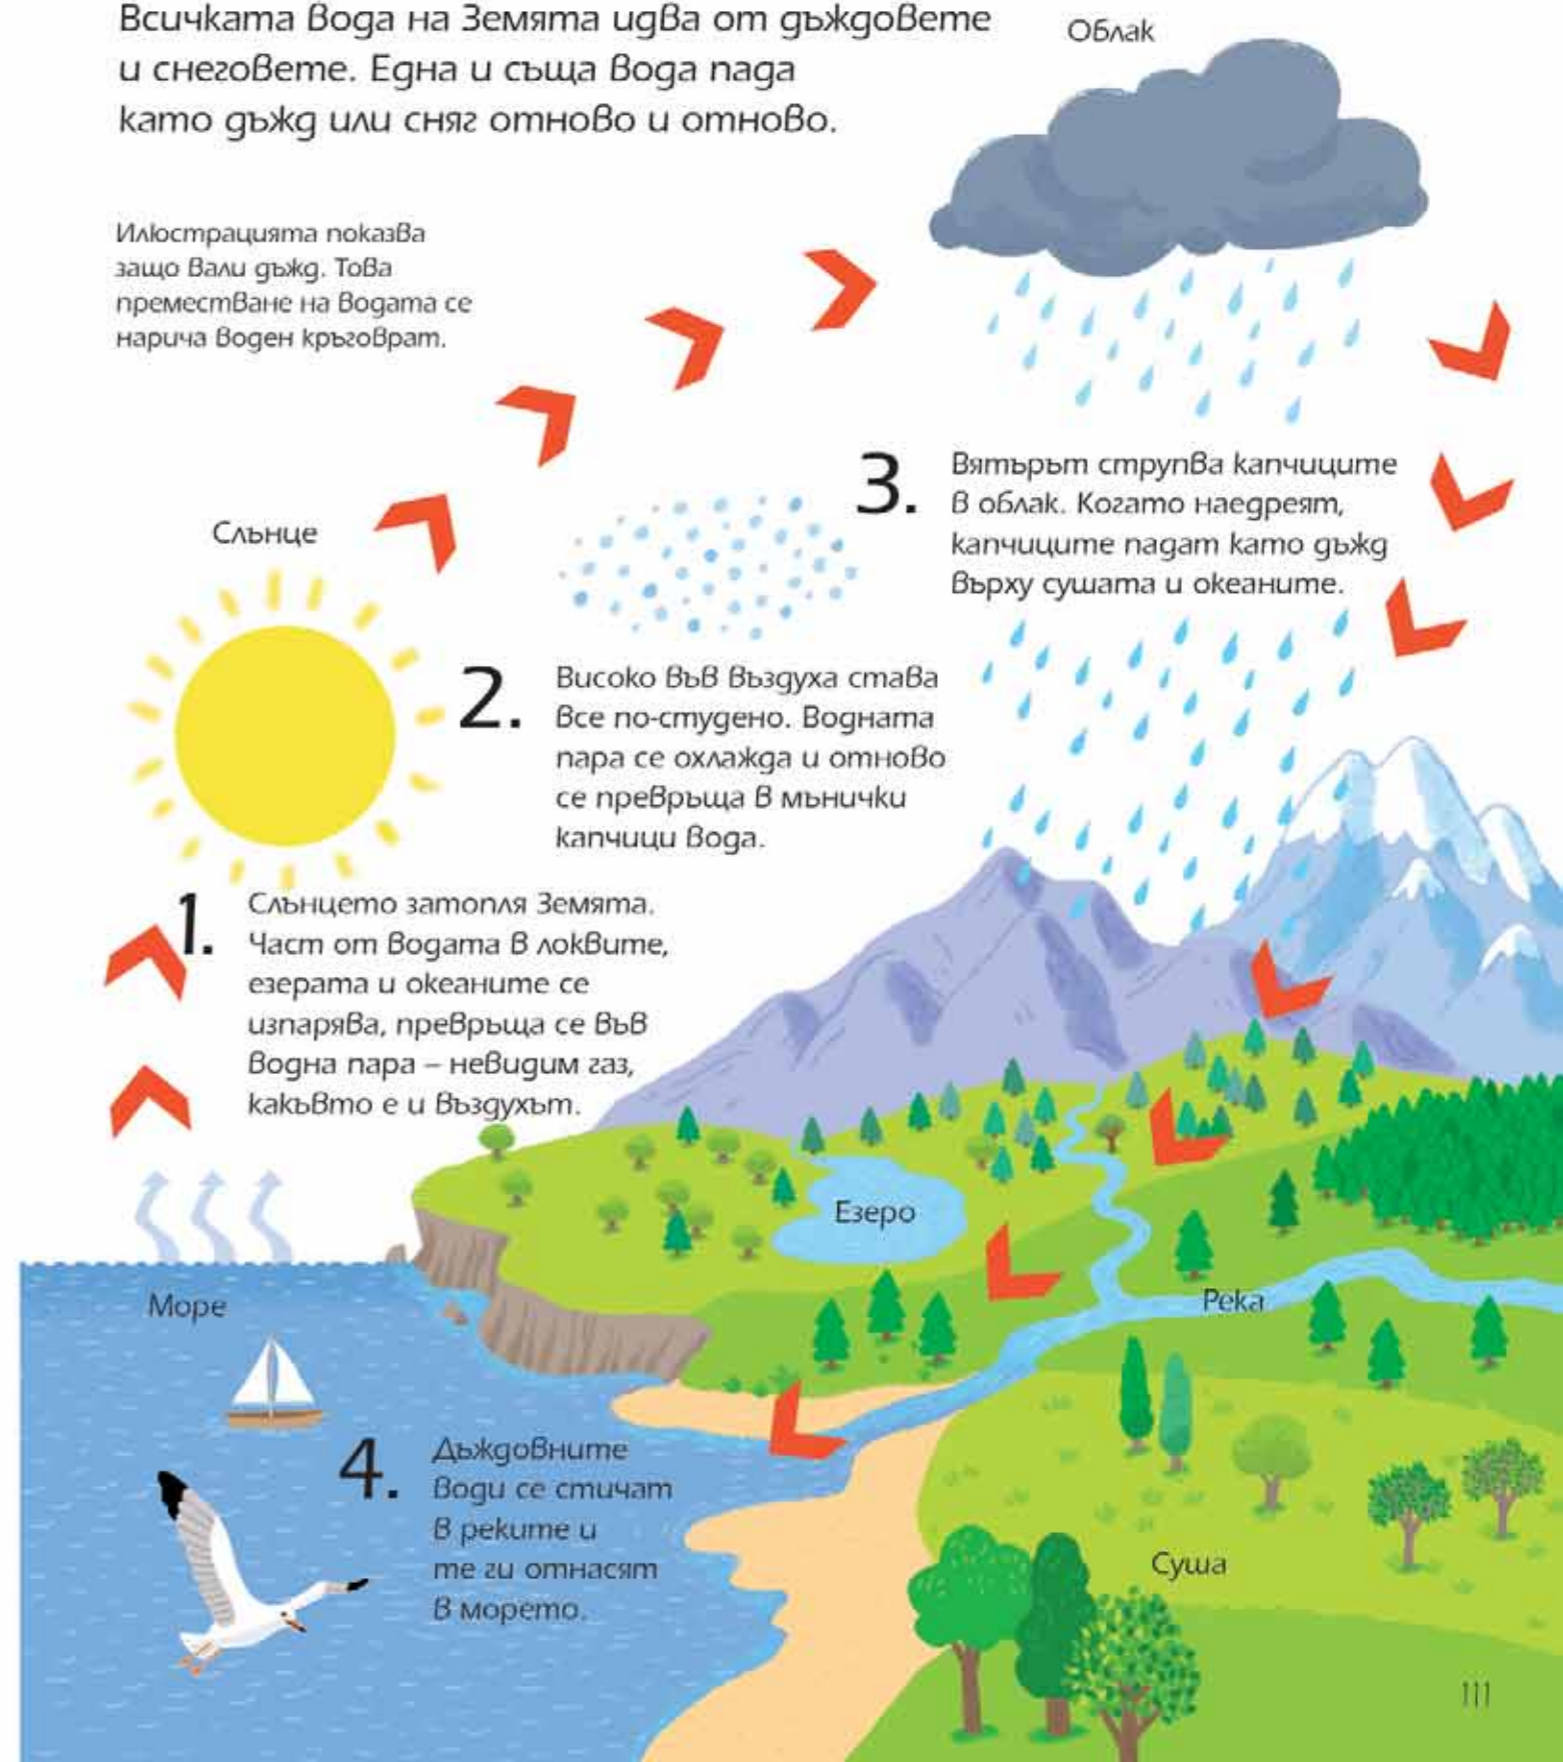 Всичката вода на Земята идва от дъждовете
и снеговете. Една и съща вода пада
като дъжд или сняг отново и отново.
Облак
Илюстрацията показва
защо вали дъжд. Това
преместване на водата се
нарича воден кръговрат.
Слънце
3.
Вятърът струпва капчиците
в облак. Когато наедреят,
капчиците падат като дъжд
върху сушата и океаните.
2.
Високо във въздуха става
все по-студено. Водната
пара се охлажда и отново
се превръща в мънички
капчици вода.
1.
Слънцето затопля Земята.
Част от водата в локвите,
езерата и океаните се
изпарява, превръща се във
водна пара – невидим газ,
какъвто е и въздухът.
Езеро
Река
Море
4.
Дъждовните
води се стичат
в реките и
те ги отнасят
в морето.
Суша
111